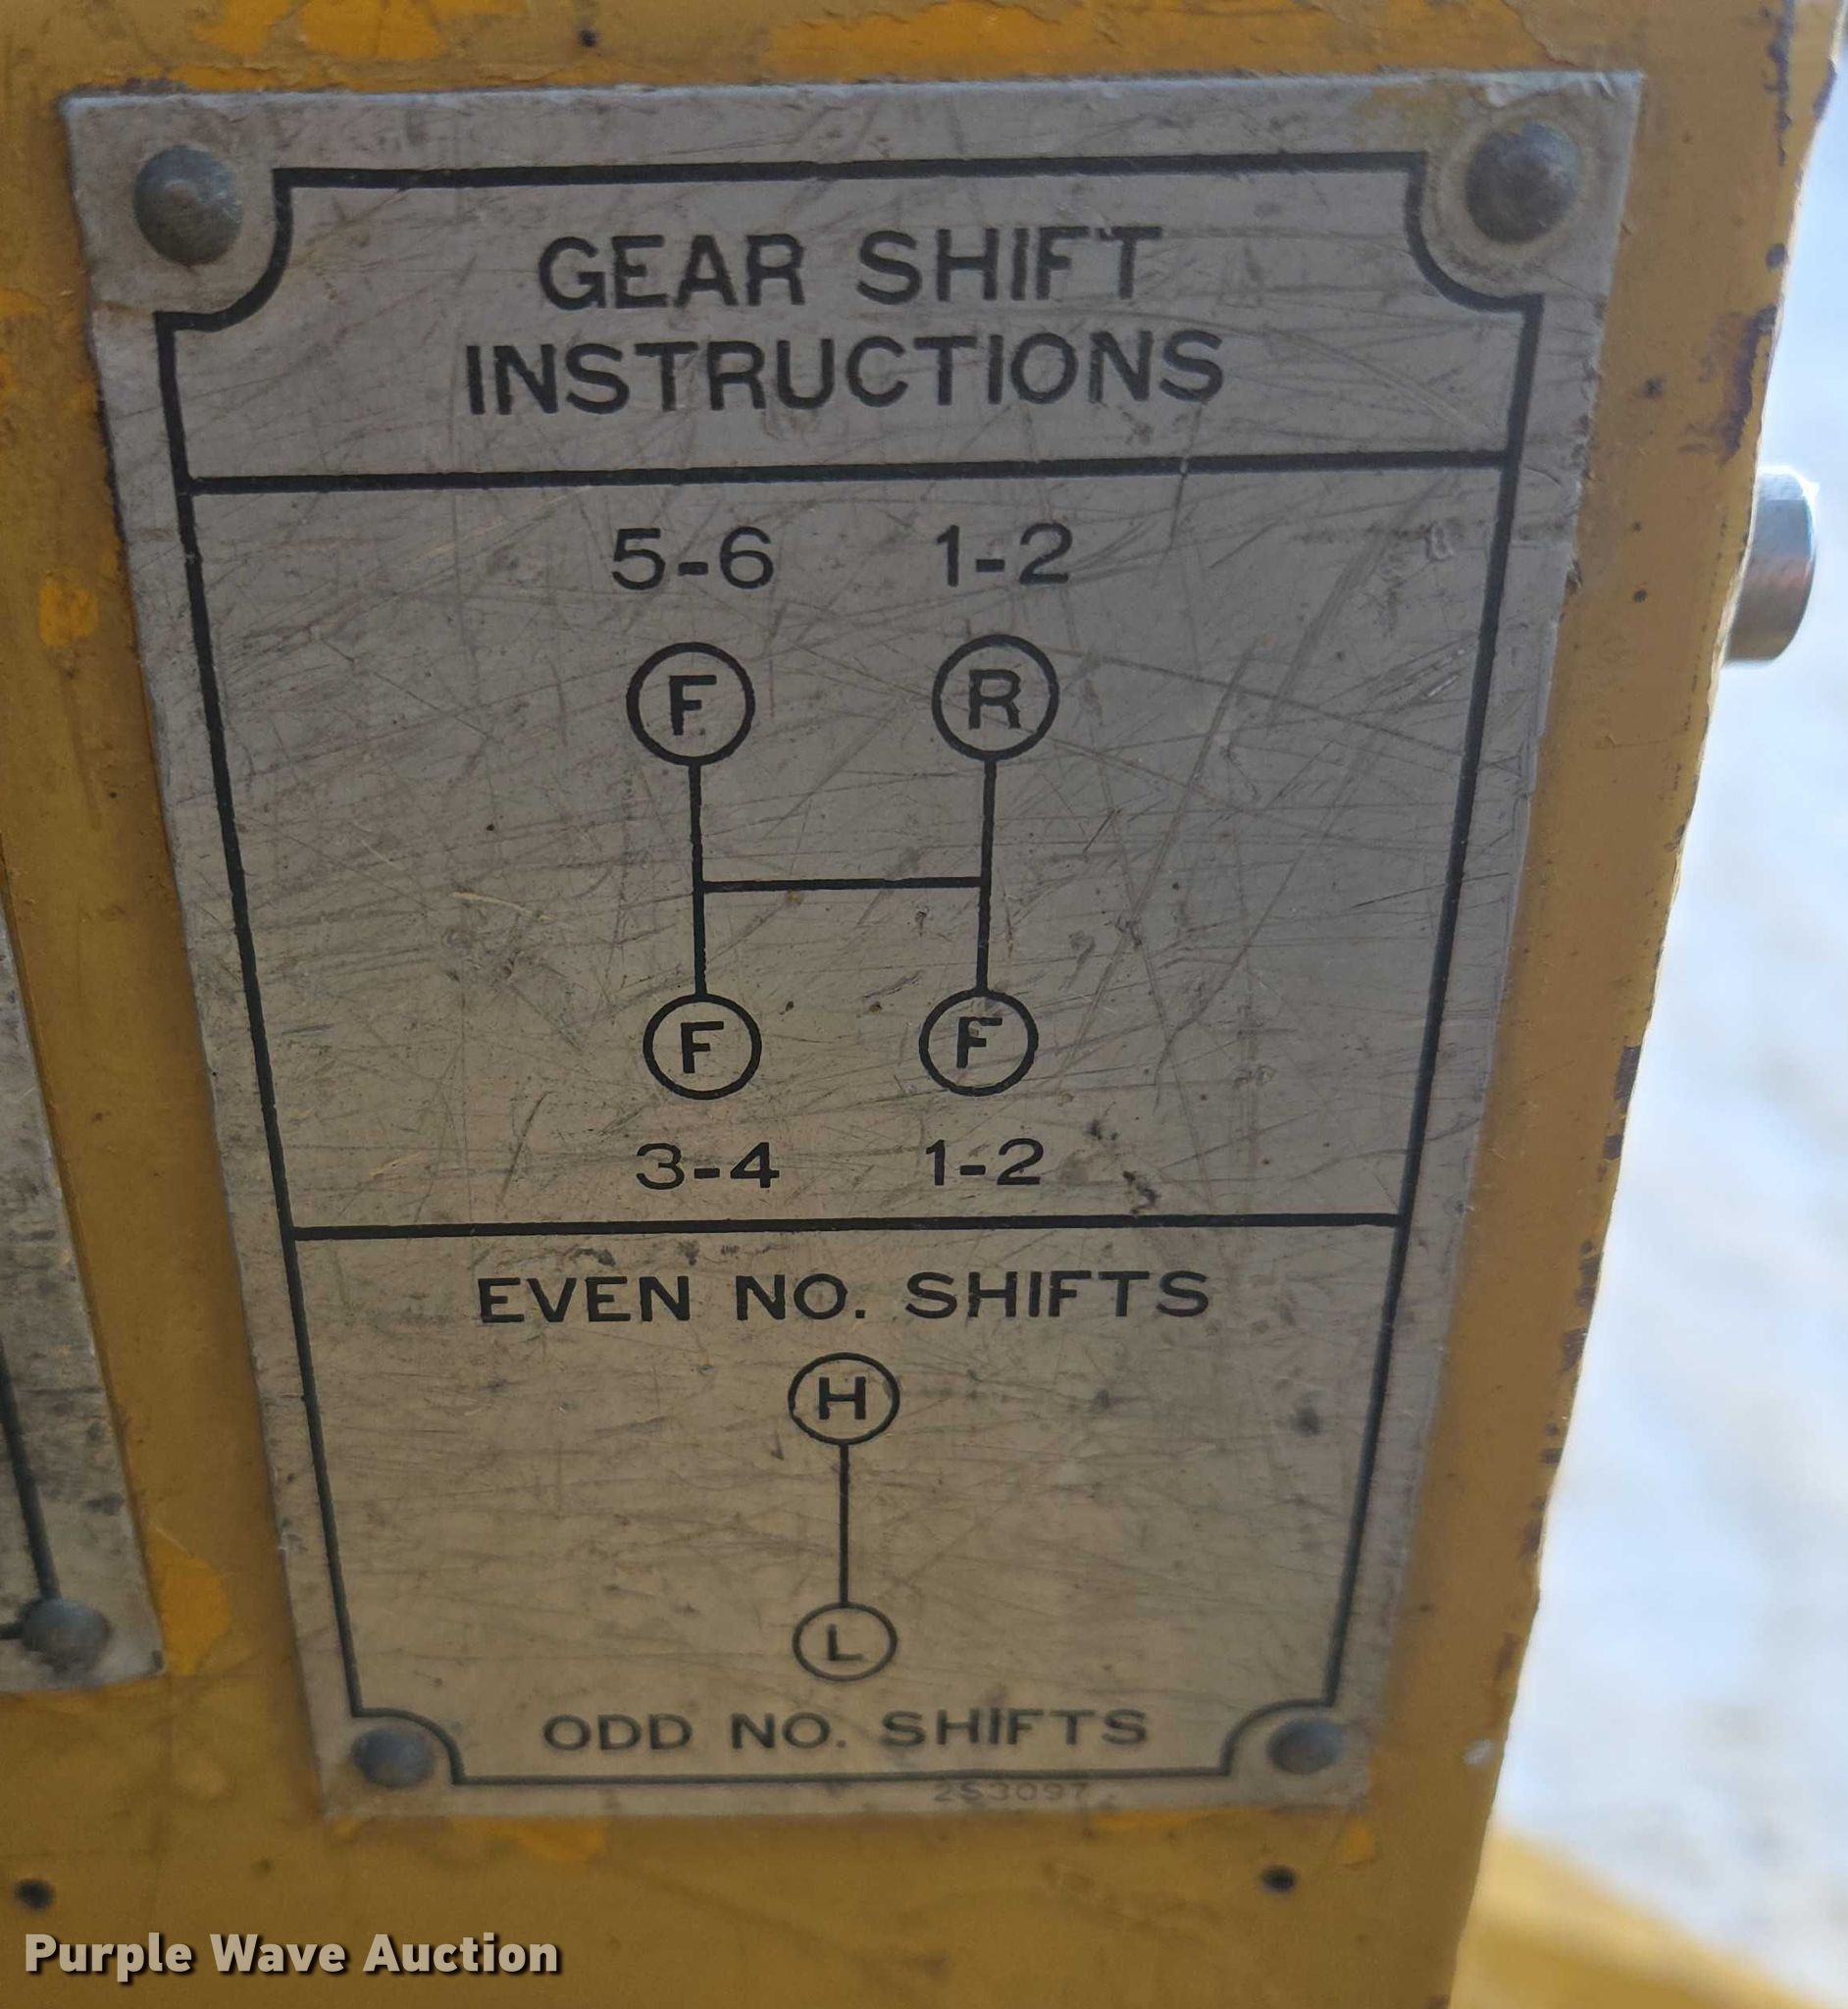 GEAR SHIFT
INSTRUCTIONS
5-6 1-2
F R
F F
3-4 1-2
EVEN NO. SHIFTS
H
L
ODD NO. SHIFTS
2S3097
Purple Wave Auction